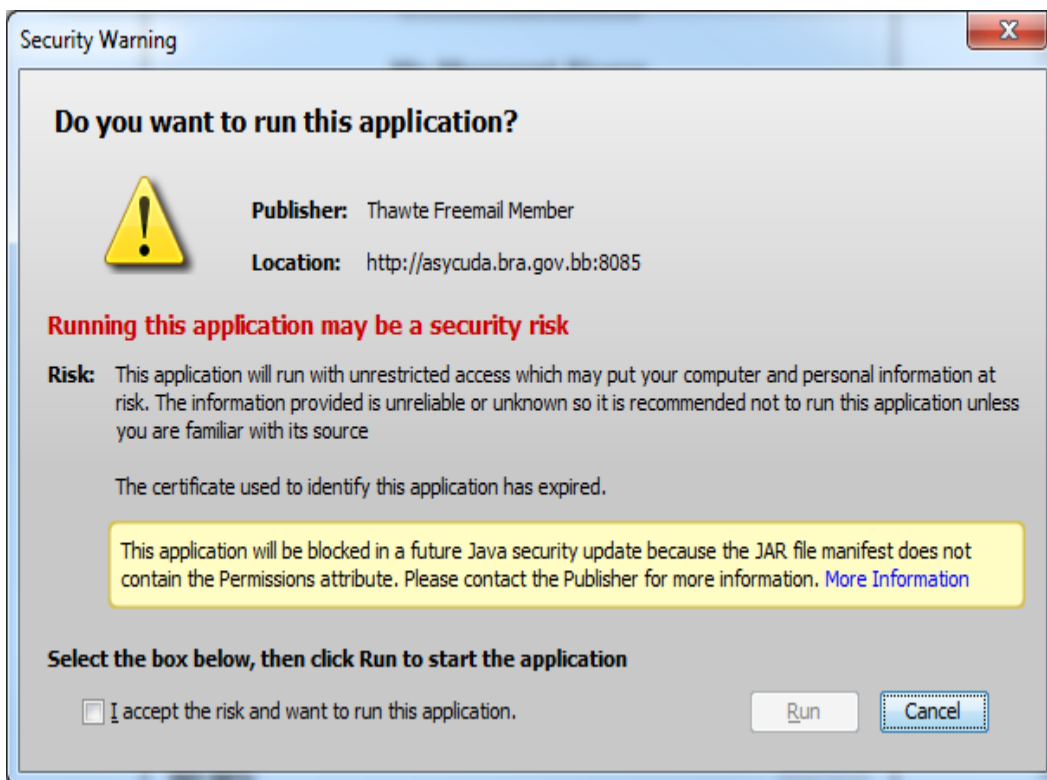 Security Warning
Do you want to run this application?
Publisher: Thawte Freemail Member
Location: http://asycuda.bra.gov.bb:8085
Running this application may be a security risk
Risk: This application will run with unrestricted access which may put your computer and personal information at
risk. The information provided is unreliable or unknown so it is recommended not to run this application unless
you are familiar with its source
The certificate used to identify this application has expired.
This application will be blocked in a future Java security update because the JAR file manifest does not
contain the Permissions attribute. Please contact the Publisher for more information. More Information
Select the box below, then click Run to start the application
I accept the risk and want to run this application.
Run
Cancel